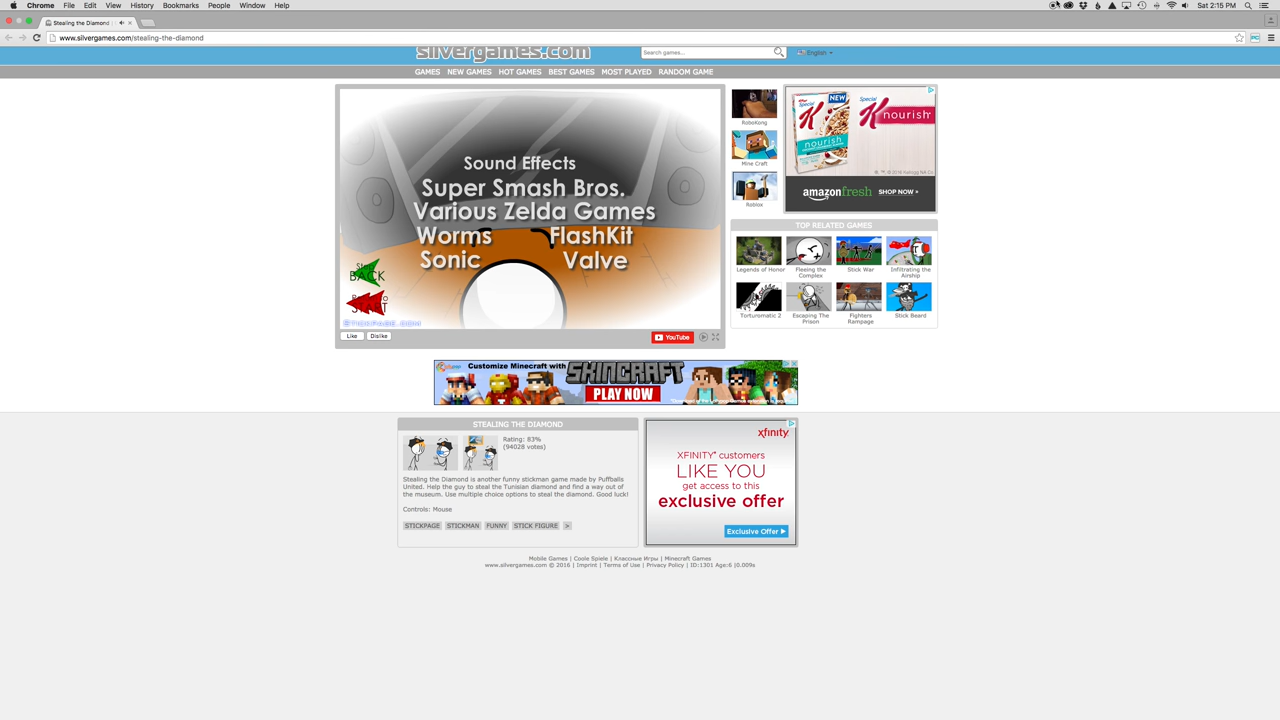 Chrome File Edit View History Bookmarks People Window Help
Sat 2:15 PM
Stealing the Diamond
www.silvergames.com/stealing-the-diamond
silvergames.com
Search games...
English
GAMES NEW GAMES HOT GAMES BEST GAMES MOST PLAYED RANDOM GAME
Sound Effects
Super Smash Bros.
Various Zelda Games
Worms FlashKit
Sonic Valve
BACK
START
STICKPAGE.COM
Like Dislike
YouTube
RoboKong
Mine Craft
Roblox
Special K NEW
nourish
Special K nourish
amazonfresh SHOP NOW
TOP RELATED GAMES
Legends of Honor
Fleeing the Complex
Stick War
Infiltrating the Airship
Torturomatic 2
Escaping The Prison
Fighters Rampage
Stick Beard
Customize Minecraft with SKINCRAFT
PLAY NOW
STEALING THE DIAMOND
Rating: 83%
(94028 votes)
Stealing the Diamond is another funny stickman game made by Puffballs
United. Help the guy to steal the Tunisian diamond and find a way out of
the museum. Use multiple choice options to steal the diamond. Good luck!
Controls: Mouse
STICKPAGE STICKMAN FUNNY STICK FIGURE >
xfinity
XFINITY® customers
LIKE YOU
get access to this
exclusive offer
Exclusive Offer
Mobile Games | Coole Spiele | Классные Игры | Minecraft Games
www.silvergames.com © 2016 | Imprint | Terms of Use | Privacy Policy | ID:1301 Age:6 |0.009s